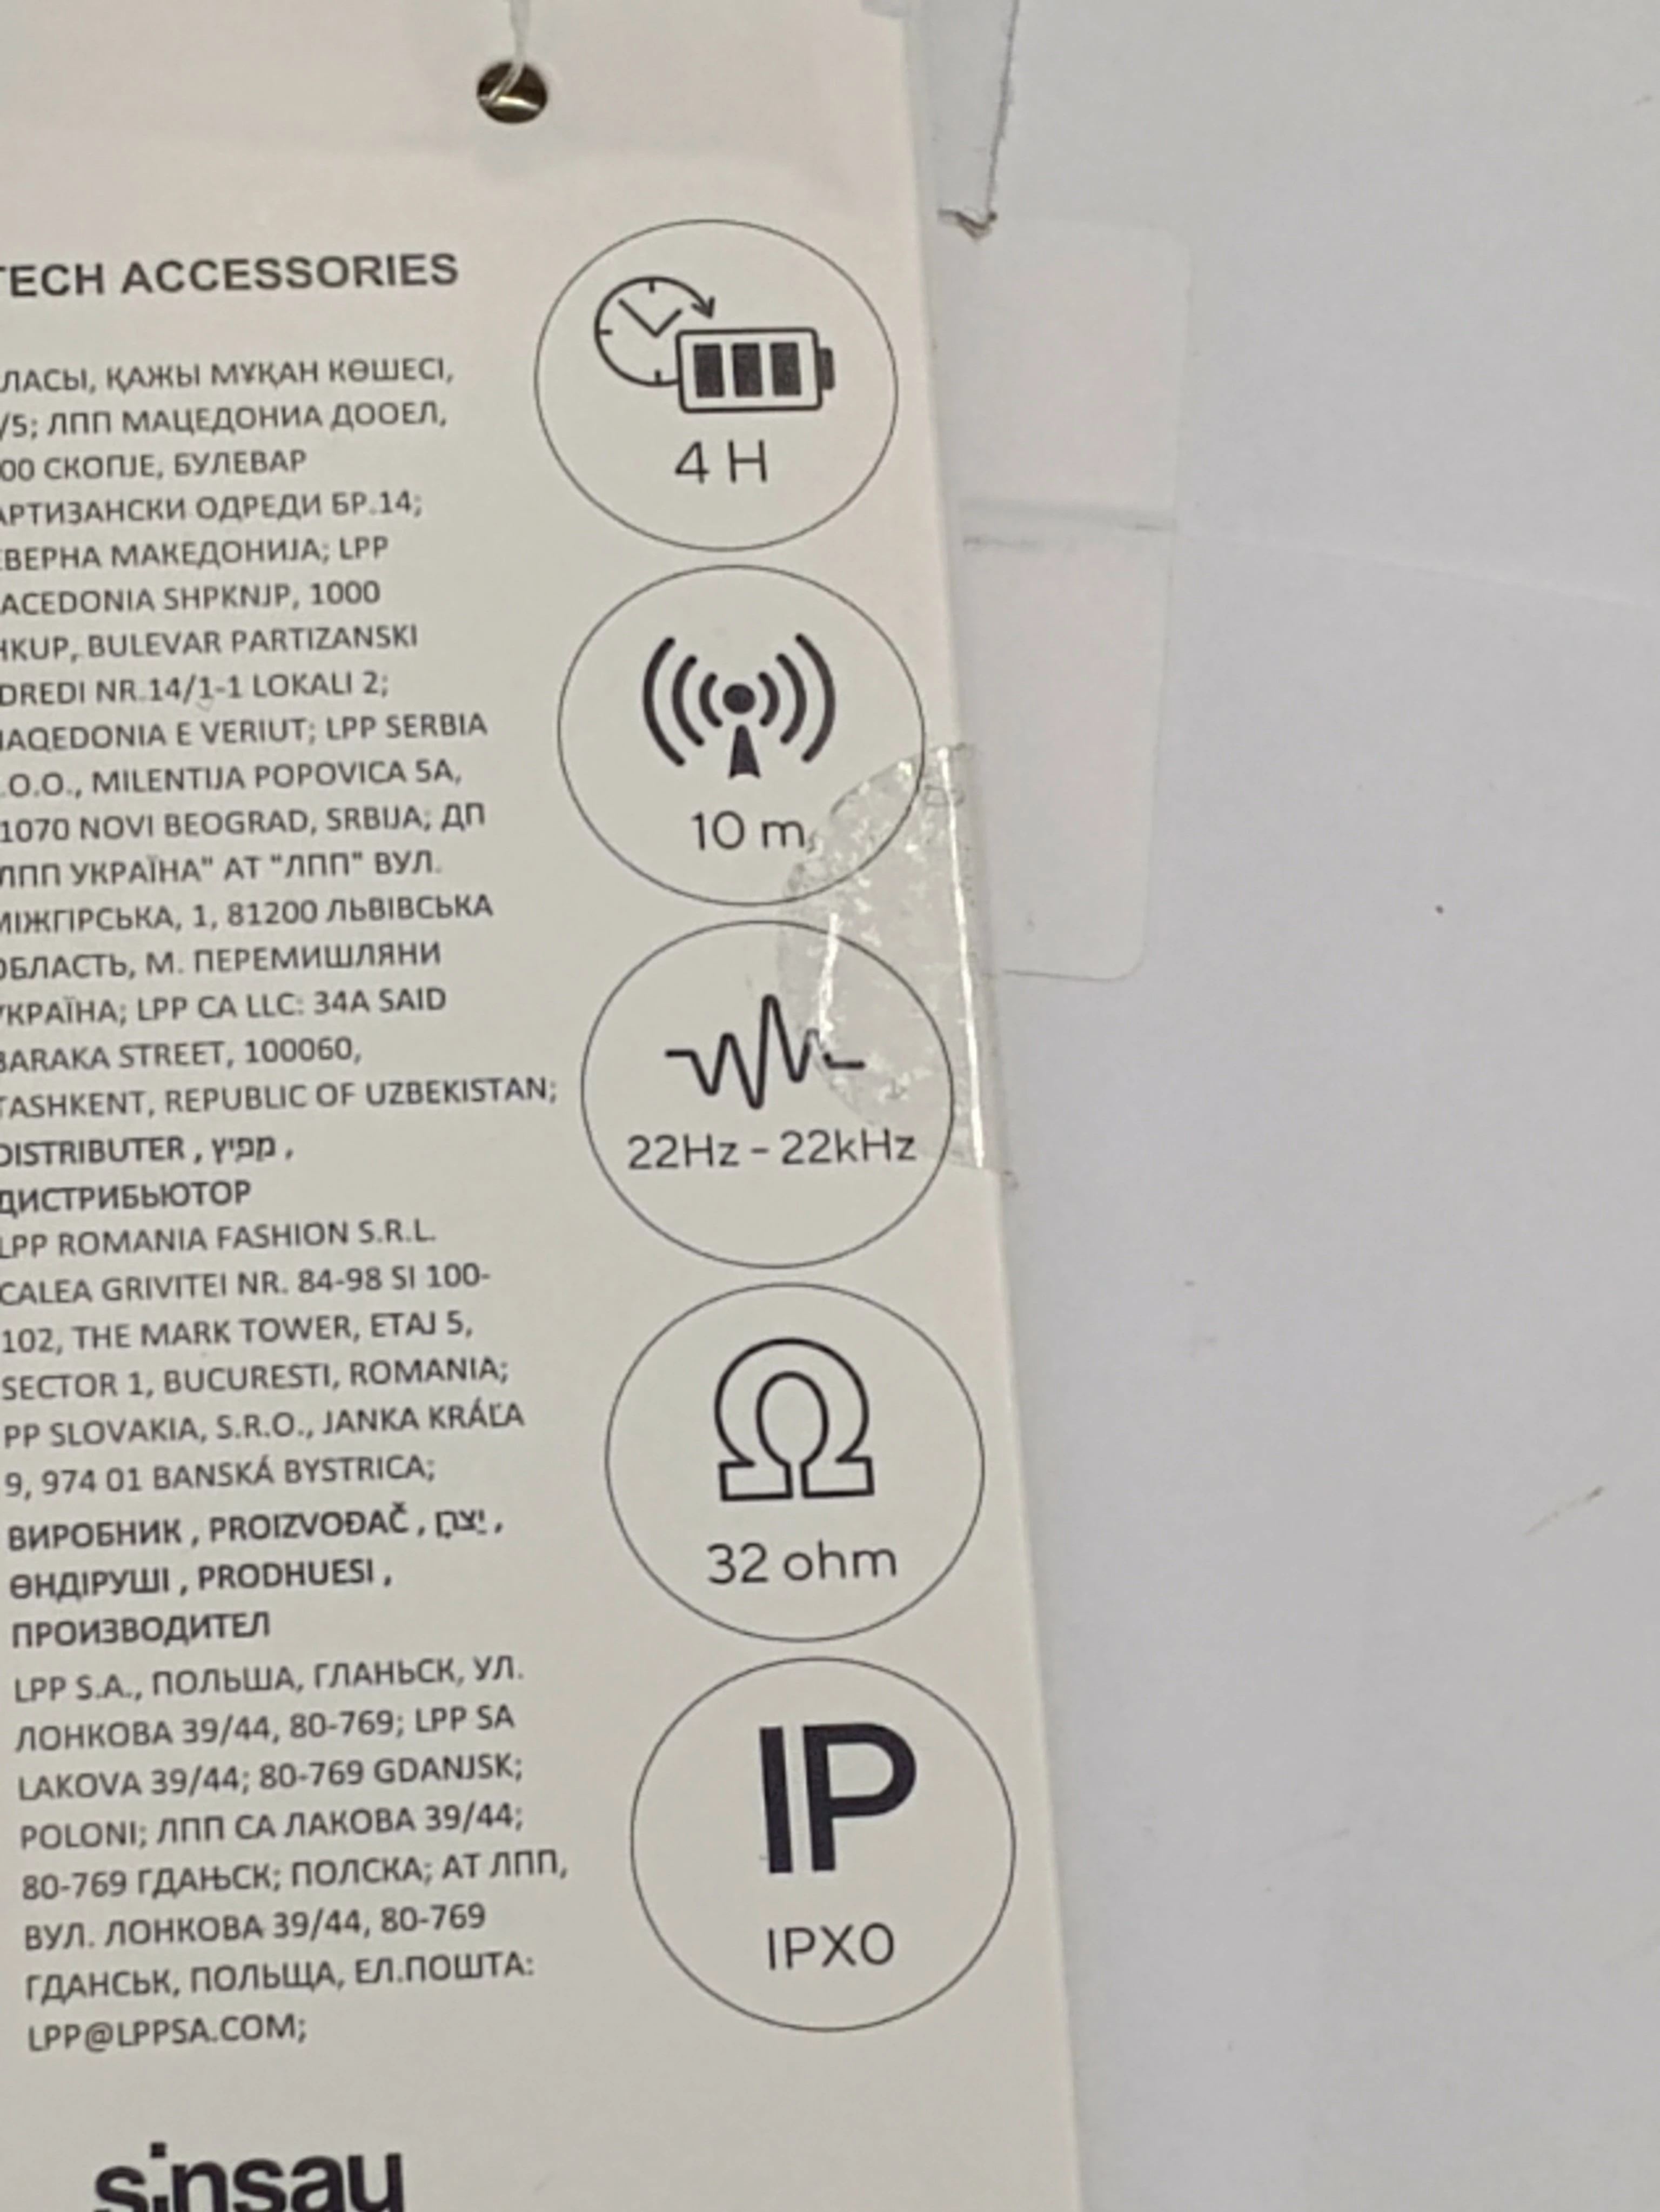 TECH ACCESSORIES
ЛАСЫ, ҚАЖЫ МҰҚАН КӨШЕСІ,
/5; ЛПП МАЦЕДОНИА ДООЕЛ,
00 СКОПЈЕ, БУЛЕВАР
АРТИЗАНСКИ ОДРЕДИ БР.14;
ЕВЕРНА МАКЕДОНИЈА; LPP
ACEDONIA SHPKNJP, 1000
HKUP, BULEVAR PARTIZANSKI
DREDI NR.14/1-1 LOKALI 2;
MAQEDONIA E VERIUT; LPP SERBIA
.O.O., MILENTIJA POPOVICA 5A,
1070 NOVI BEOGRAD, SRBIJA; ДП
ЛПП УКРАЇНА" АТ "ЛПП" ВУЛ.
МІЖГІРСЬКА, 1, 81200 ЛЬВІВСЬКА
ОБЛАСТЬ, М. ПЕРЕМИШЛЯНИ
УКРАЇНА; LPP CA LLC: 34A SAID
BARAKA STREET, 100060,
TASHKENT, REPUBLIC OF UZBEKISTAN;
DISTRIBUTER , מפיץ ,
ДИСТРИБЬЮТОР
LPP ROMANIA FASHION S.R.L.
CALEA GRIVITEI NR. 84-98 SI 100-
102, THE MARK TOWER, ETAJ 5,
SECTOR 1, BUCURESTI, ROMANIA;
PP SLOVAKIA, S.R.O., JANKA KRÁĽA
9, 974 01 BANSKÁ BYSTRICA;
ВИРОБНИК , PROIZVOĐAČ ,
ӨНДІРУШІ , PRODHUESI ,
ПРОИЗВОДИТЕЛ
LPP S.A., ПОЛЬША, ГЛАНЬСК, УЛ.
ЛОНКОВА 39/44, 80-769; LPP SA
LAKOVA 39/44; 80-769 GDANJSK;
POLONI; ЛПП СА ЛАКОВА 39/44;
80-769 ГДАЊСК; ПОЛСКА; АТ ЛПП,
ВУЛ. ЛОНКОВА 39/44, 80-769
ГДАНСЬК, ПОЛЬЩА, ЕЛ.ПОШТА:
LPP@LPPSA.COM;
sinsay
4 H
10 m
22Hz - 22kHz
32 ohm
IP
IPX0